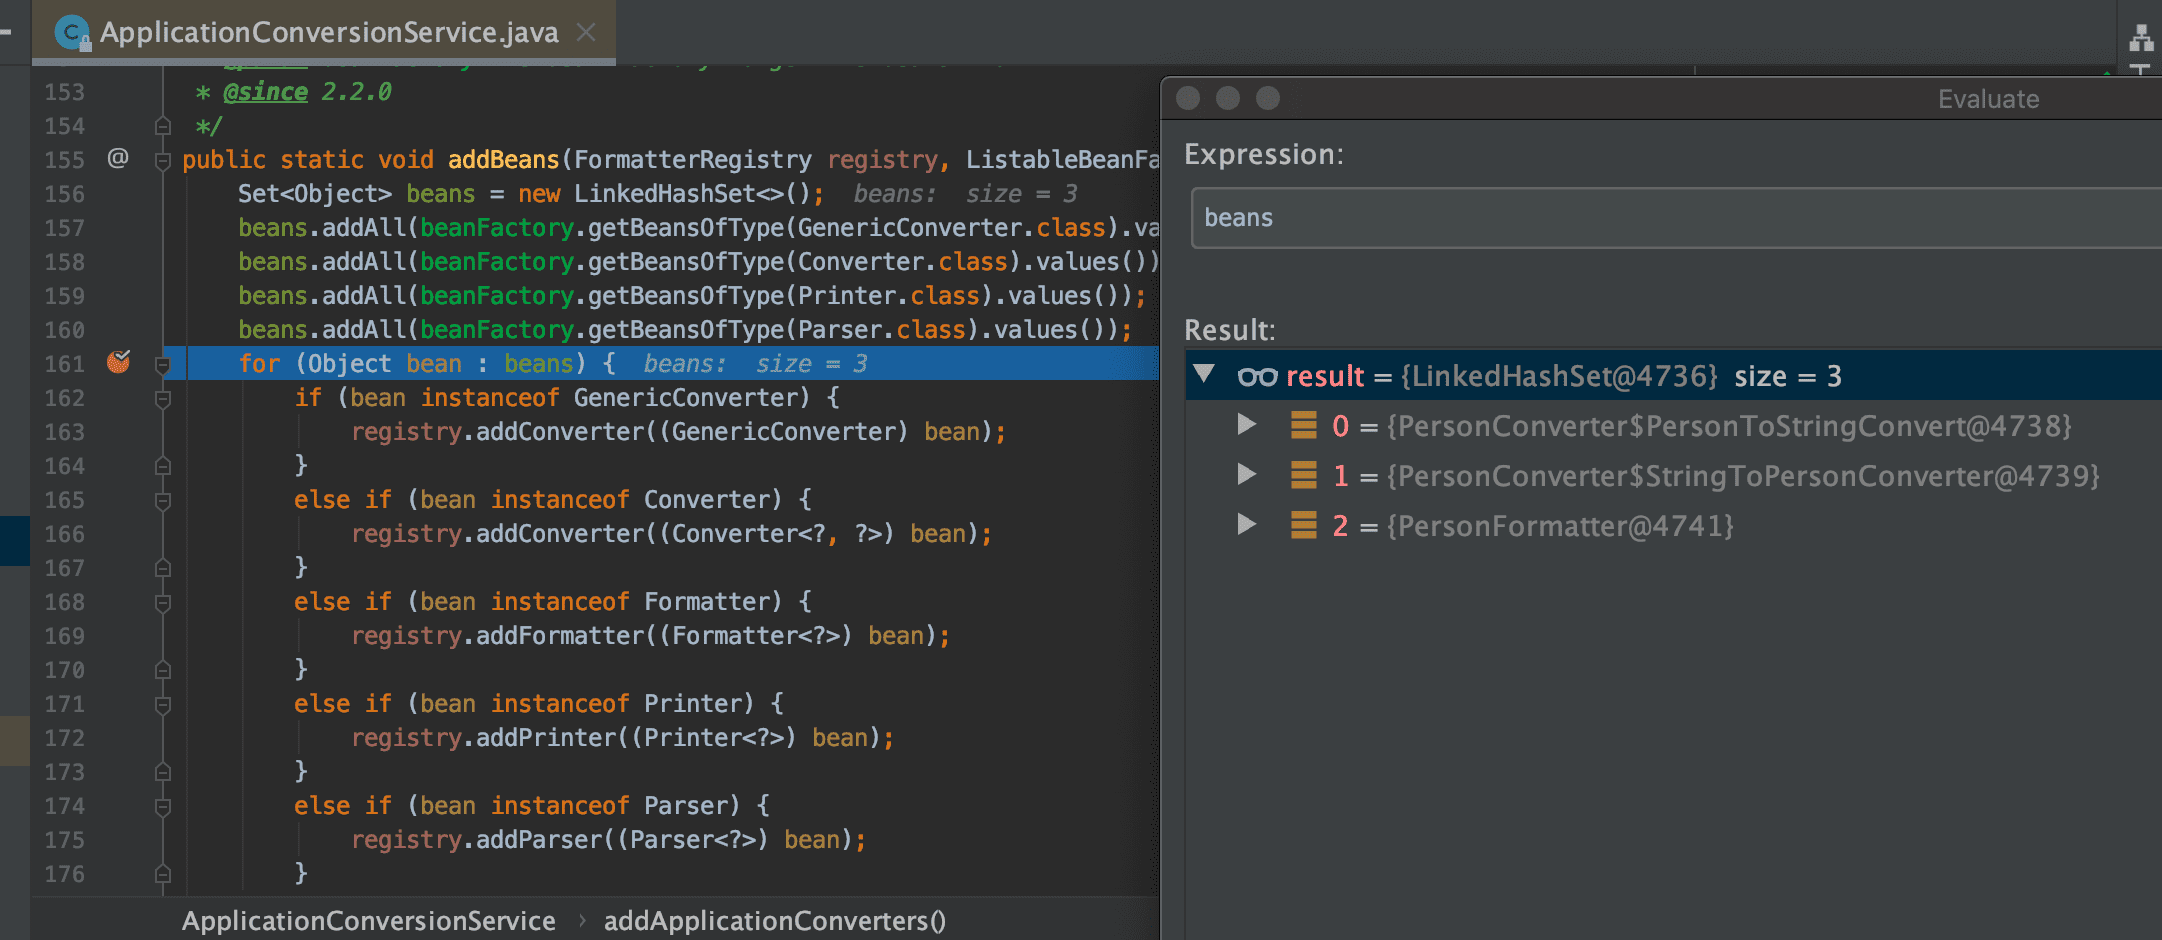 ApplicationConversionService.java
153 * @since 2.2.0
154 */
155 @ public static void addBeans(FormatterRegistry registry, ListableBeanFa
156 Set<Object> beans = new LinkedHashSet<>(); beans: size = 3
157 beans.addAll(beanFactory.getBeansOfType(GenericConverter.class).va
158 beans.addAll(beanFactory.getBeansOfType(Converter.class).values())
159 beans.addAll(beanFactory.getBeansOfType(Printer.class).values());
160 beans.addAll(beanFactory.getBeansOfType(Parser.class).values());
161 for (Object bean : beans) { beans: size = 3
162 if (bean instanceof GenericConverter) {
163 registry.addConverter((GenericConverter) bean);
164 }
165 else if (bean instanceof Converter) {
166 registry.addConverter((Converter<?, ?>) bean);
167 }
168 else if (bean instanceof Formatter) {
169 registry.addFormatter((Formatter<?>) bean);
170 }
171 else if (bean instanceof Printer) {
172 registry.addPrinter((Printer<?>) bean);
173 }
174 else if (bean instanceof Parser) {
175 registry.addParser((Parser<?>) bean);
176 }
ApplicationConversionService › addApplicationConverters()
Evaluate
Expression:
beans
Result:
result = {LinkedHashSet@4736} size = 3
0 = {PersonConverter$PersonToStringConvert@4738}
1 = {PersonConverter$StringToPersonConverter@4739}
2 = {PersonFormatter@4741}